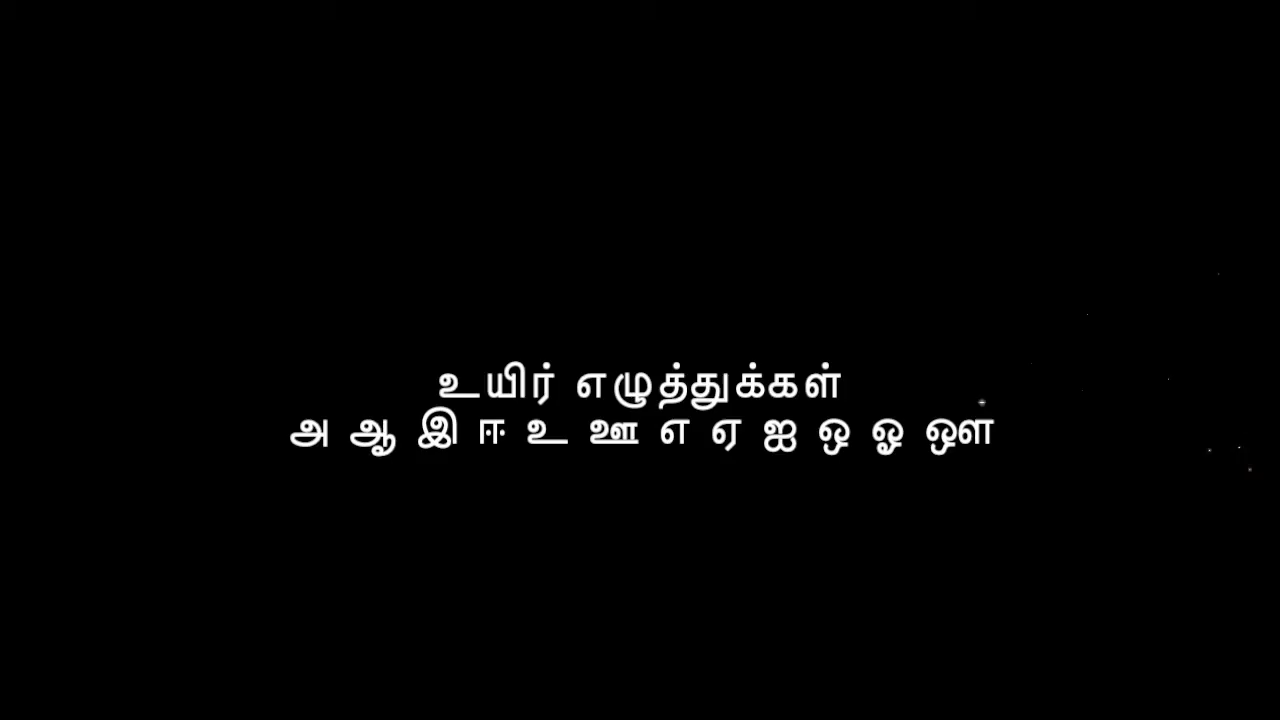 உயிர் எழுத்துக்கள்
அ ஆ இ ஈ உ ஊ எ ஏ ஐ ஒ ஓ ஔ